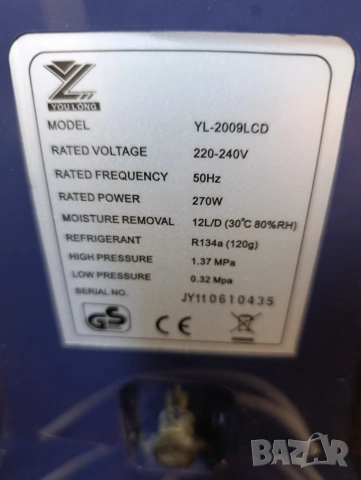 YOULONG
MODEL YL-2009LCD
RATED VOLTAGE 220-240V
RATED FREQUENCY 50Hz
RATED POWER 270W
MOISTURE REMOVAL 12L/D (30℃ 80%RH)
REFRIGERANT R134a (120g)
HIGH PRESSURE 1.37 MPa
LOW PRESSURE 0.32 Mpa
SERIAL NO. JY110610435
GS CE
BAZAR.bg